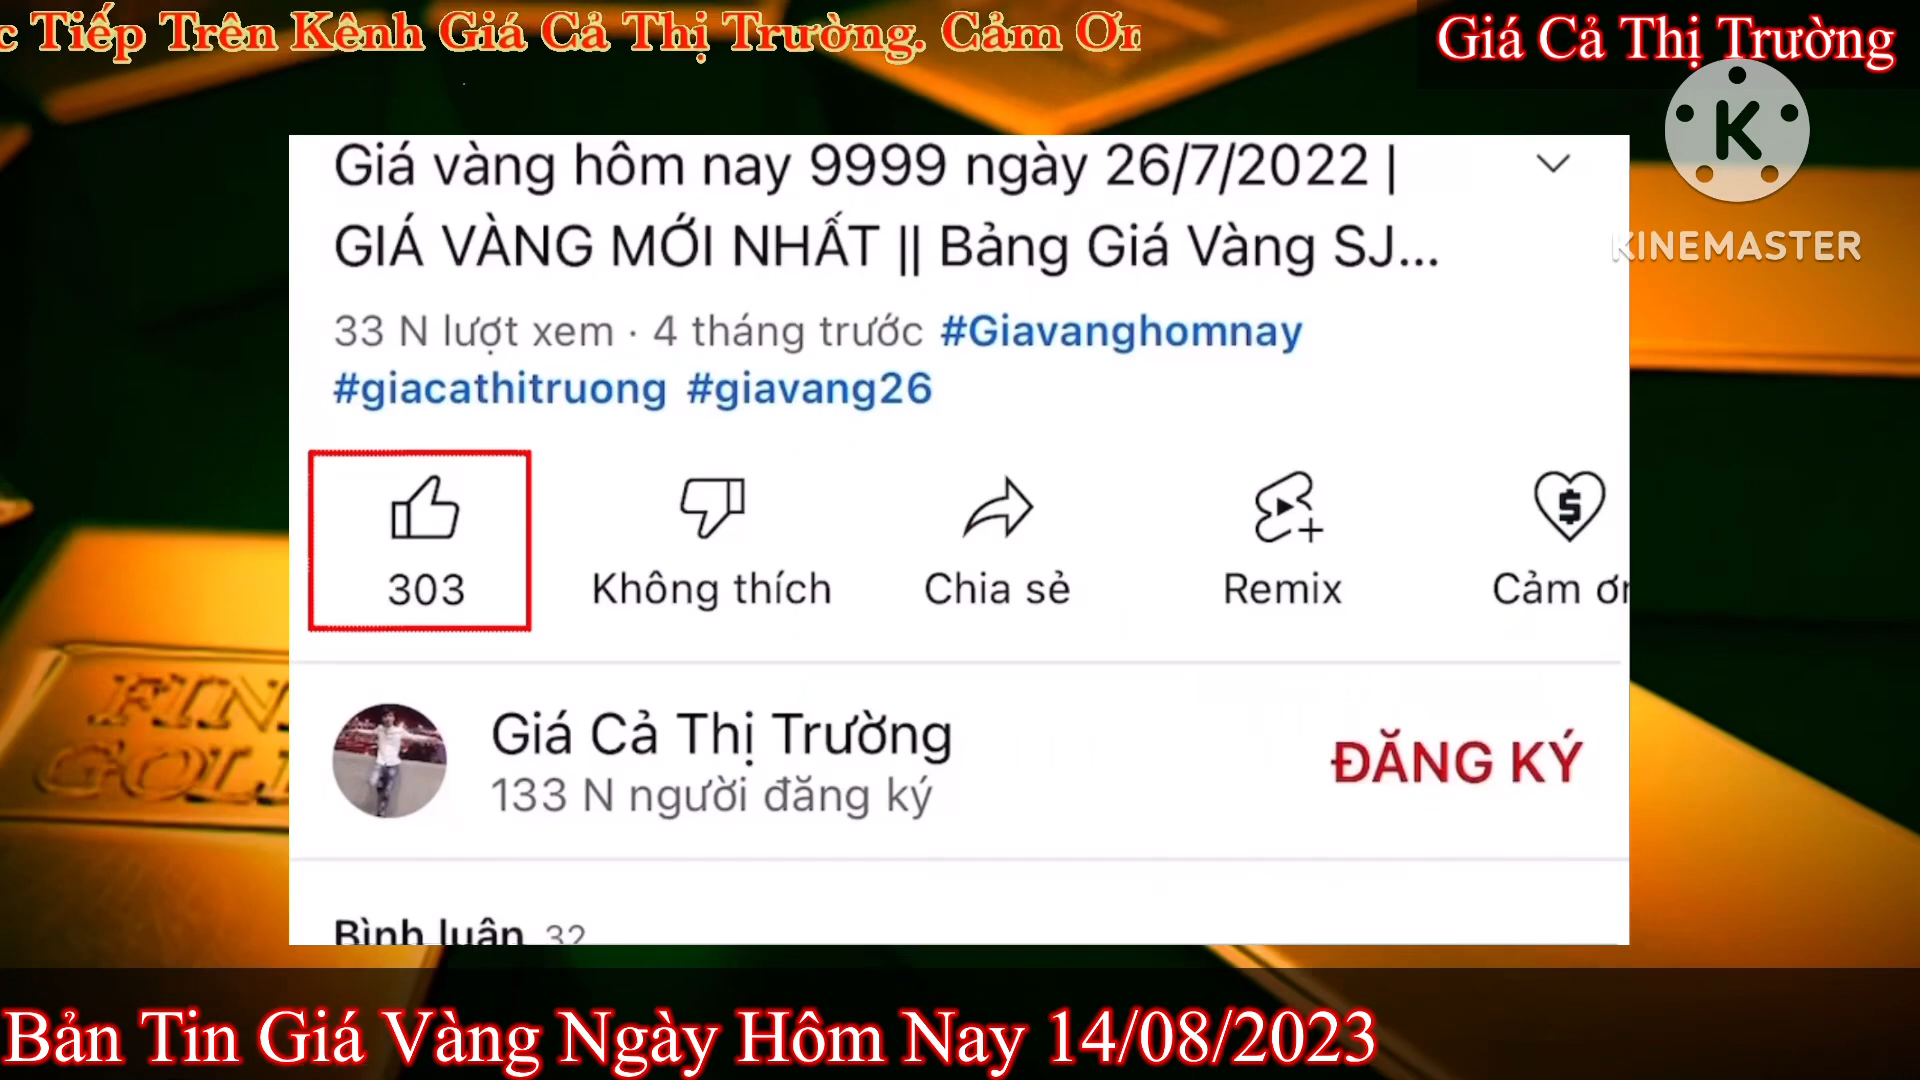 c Tiếp Trên Kênh Giá Cả Thị Trường. Cảm Ơn
Giá Cả Thị Trường
K
KINEMASTER
Giá vàng hôm nay 9999 ngày 26/7/2022 |
GIÁ VÀNG MỚI NHẤT || Bảng Giá Vàng SJ...
33 N lượt xem · 4 tháng trước #Giavanghomnay
#giacathitruong #giavang26
303
Không thích
Chia sẻ
Remix
Cảm ơn
Giá Cả Thị Trường
133 N người đăng ký
ĐĂNG KÝ
Bình luận 32
FINE
GOLD
Bản Tin Giá Vàng Ngày Hôm Nay 14/08/2023